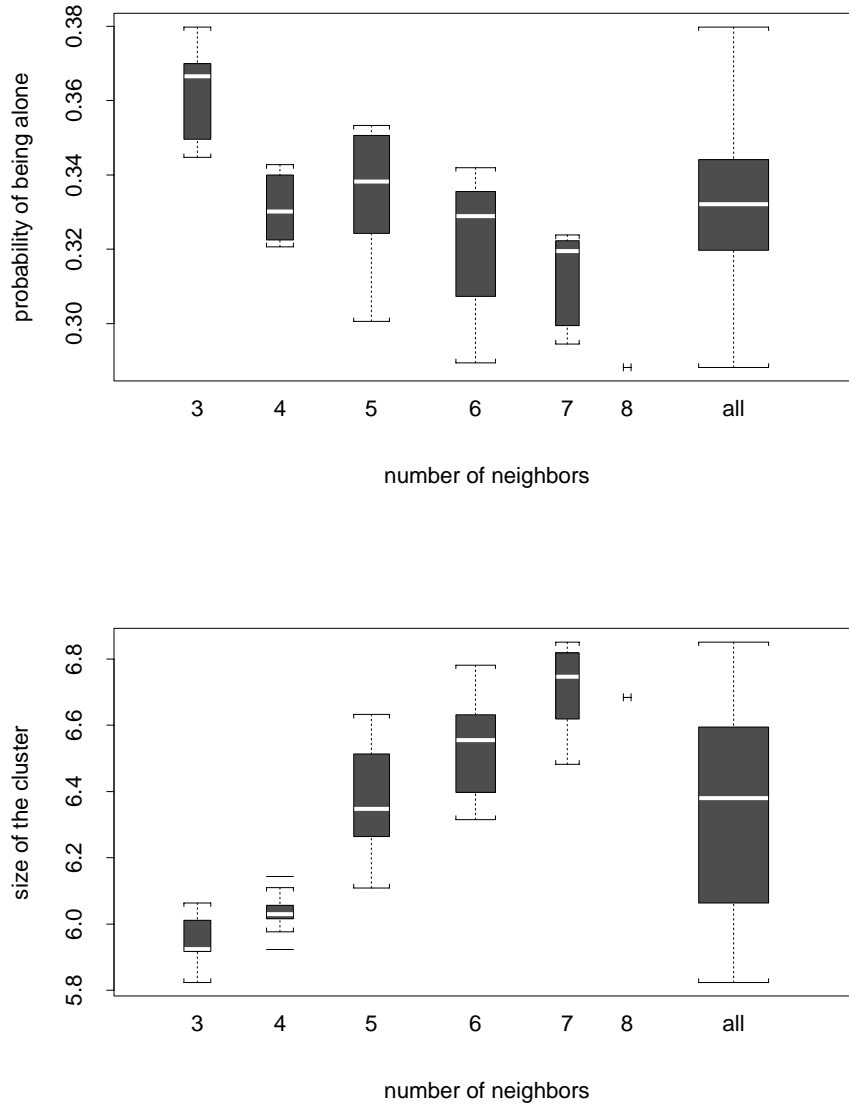 probability of being alone
0.38
0.36
0.34
0.32
0.30
3 4 5 6 7 8 all
number of neighbors
size of the cluster
6.8
6.6
6.4
6.2
6.0
5.8
3 4 5 6 7 8 all
number of neighbors